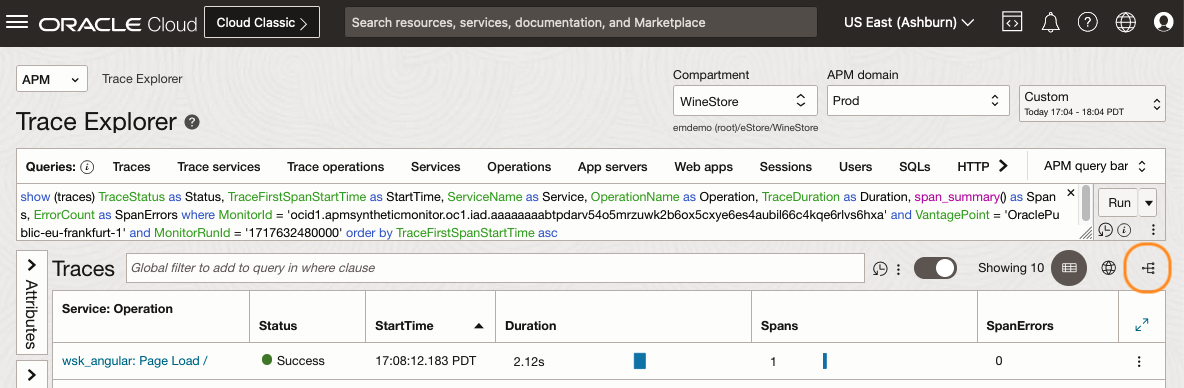 ORACLE Cloud Cloud Classic Search resources, services, documentation, and Marketplace US East (Ashburn)
APM Trace Explorer Compartment APM domain
WineStore Prod Custom
Today 17:04 - 18:04 PDT
Trace Explorer
emdemo (root)/eStore/WineStore
Queries: Traces Trace services Trace operations Services Operations App servers Web apps Sessions Users SQLs HTTP APM query bar
show (traces) TraceStatus as Status, TraceFirstSpanStartTime as StartTime, ServiceName as Service, OperationName as Operation, TraceDuration as Duration, span_summary() as Span
s, ErrorCount as SpanErrors where MonitorId = 'ocid1.apmsyntheticmonitor.oc1.iad.aaaaaaaabtpdarv54o5mrzuwk2b6ox5cxye6es4aubil66c4kqe6rlvs6hxa' and VantagePoint = 'OraclePu
blic-eu-frankfurt-1' and MonitorRunId = '1717632480000' order by TraceFirstSpanStartTime asc
Run
Attributes
Traces Global filter to add to query in where clause Showing 10
Service: Operation Status StartTime Duration Spans SpanErrors
wsk_angular: Page Load / Success 17:08:12.183 PDT 2.12s 1 0